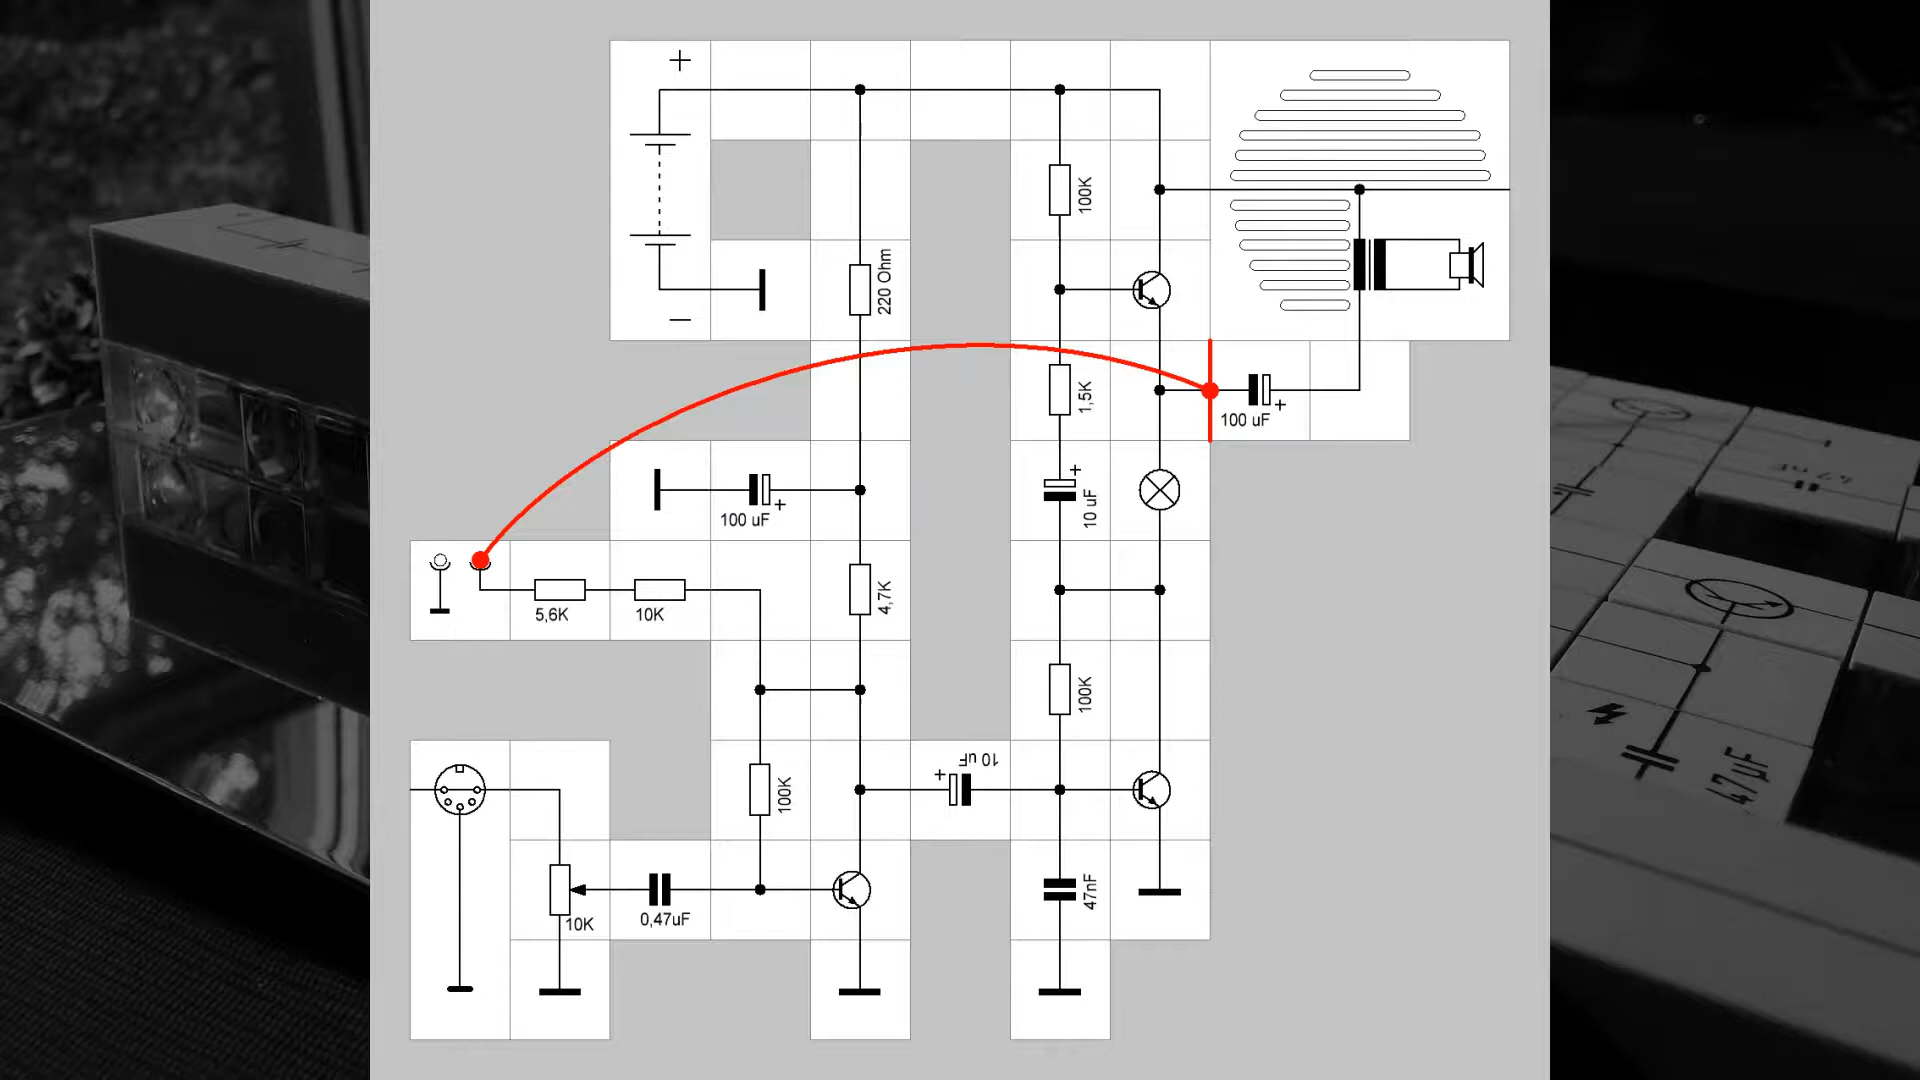 +
100K
220 Ohm
−
1,5K
+
100 uF
+
10 uF
+
100 uF
5,6K
10K
4,7K
100K
+
10 uF
100K
47nF
10K
0,47uF
47µF